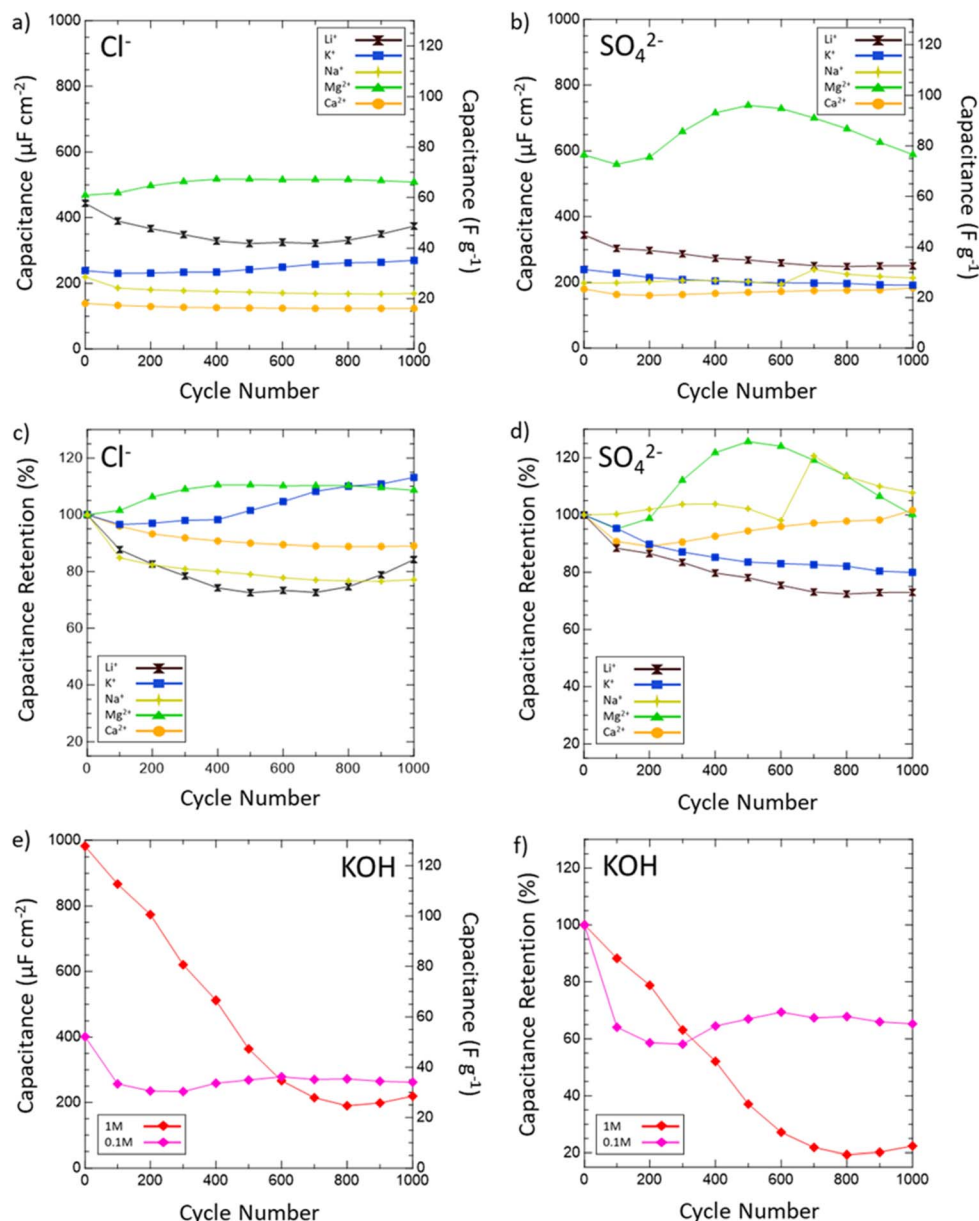 a)
Cl⁻
Li⁺
K⁺
Na⁺
Mg²⁺
Ca²⁺
Capacitance (µF cm⁻²)
1000
800
600
400
200
0
Capacitance (F g⁻¹)
120
100
80
60
40
20
0
0 200 400 600 800 1000
Cycle Number
b)
SO₄²⁻
Li⁺
K⁺
Na⁺
Mg²⁺
Ca²⁺
Capacitance (µF cm⁻²)
1000
800
600
400
200
0
Capacitance (F g⁻¹)
120
100
80
60
40
20
0
0 200 400 600 800 1000
Cycle Number
c)
Cl⁻
Capacitance Retention (%)
120
100
80
60
40
20
Li⁺
K⁺
Na⁺
Mg²⁺
Ca²⁺
0 200 400 600 800 1000
Cycle Number
d)
SO₄²⁻
Capacitance Retention (%)
120
100
80
60
40
20
Li⁺
K⁺
Na⁺
Mg²⁺
Ca²⁺
0 200 400 600 800 1000
Cycle Number
e)
KOH
Capacitance (µF cm⁻²)
1000
800
600
400
200
0
Capacitance (F g⁻¹)
120
100
80
60
40
20
0
1M
0.1M
0 200 400 600 800 1000
Cycle Number
f)
KOH
Capacitance Retention (%)
120
100
80
60
40
20
1M
0.1M
0 200 400 600 800 1000
Cycle Number